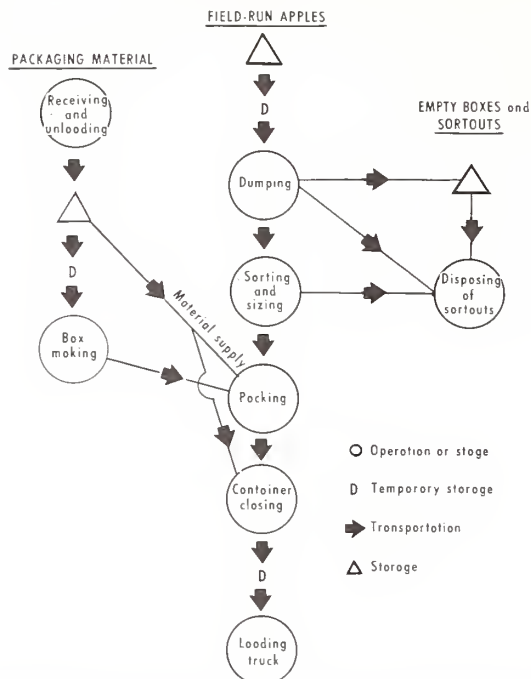 FIELD-RUN APPLES
PACKAGING MATERIAL
Receiving
and
unloading
D
EMPTY BOXES and
SORTOUTS
Dumping
D
Sorting
and
sizing
Disposing
of
sortouts
Material supply
Box
making
Packing
Container
closing
D
Loading
truck
Operation or stage
D Temporary storage
Transportation
Storage